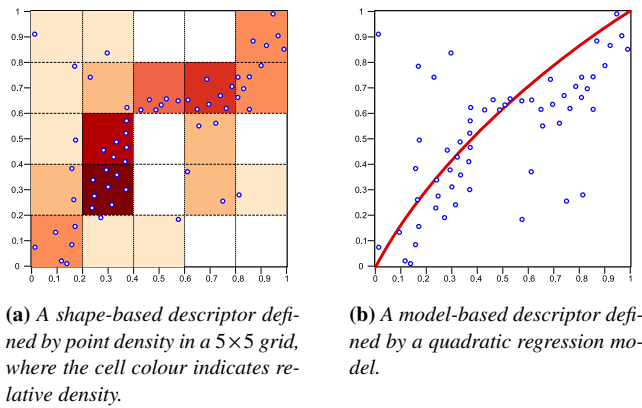 1
0.9
0.8
0.7
0.6
0.5
0.4
0.3
0.2
0.1
0
0 0.1 0.2 0.3 0.4 0.5 0.6 0.7 0.8 0.9 1
(a) A shape-based descriptor defi-
ned by point density in a 5×5 grid,
where the cell colour indicates re-
lative density.
1
0.9
0.8
0.7
0.6
0.5
0.4
0.3
0.2
0.1
0
0 0.1 0.2 0.3 0.4 0.5 0.6 0.7 0.8 0.9 1
(b) A model-based descriptor defi-
ned by a quadratic regression mo-
del.